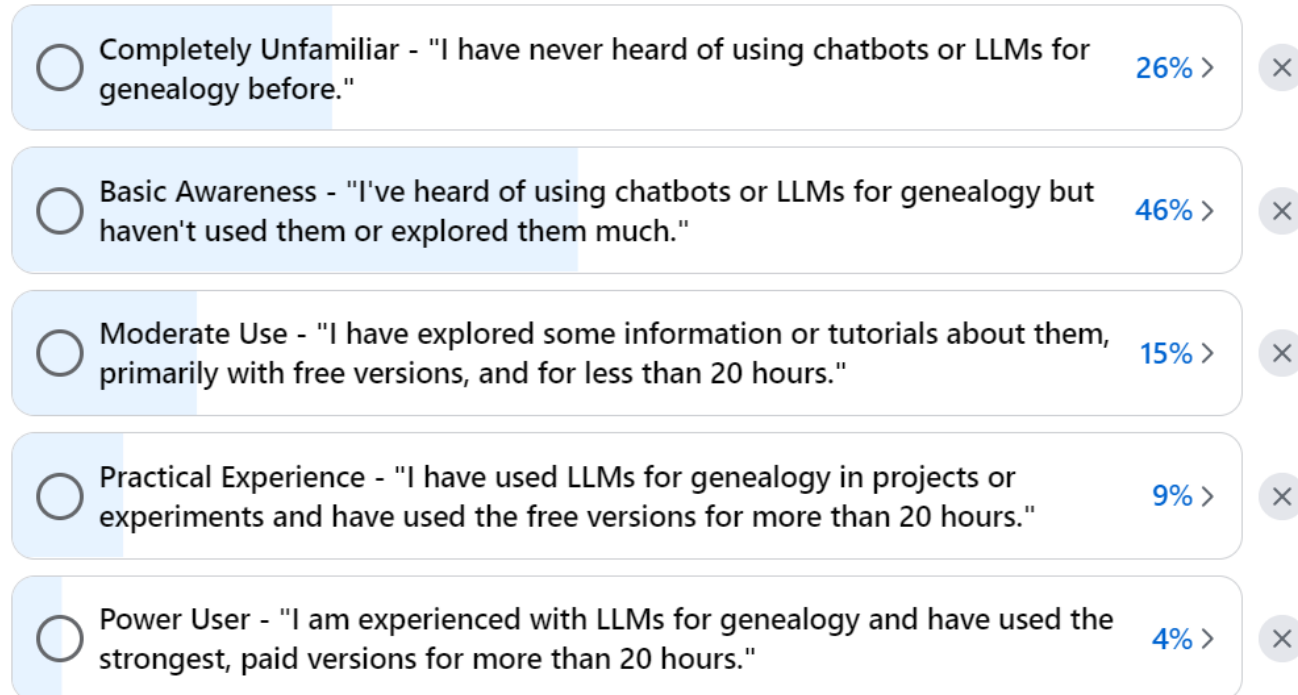 Completely Unfamiliar - "I have never heard of using chatbots or LLMs for
genealogy before."
26%
Basic Awareness - "I've heard of using chatbots or LLMs for genealogy but
haven't used them or explored them much."
46%
Moderate Use - "I have explored some information or tutorials about them,
primarily with free versions, and for less than 20 hours."
15%
Practical Experience - "I have used LLMs for genealogy in projects or
experiments and have used the free versions for more than 20 hours."
9%
Power User - "I am experienced with LLMs for genealogy and have used the
strongest, paid versions for more than 20 hours."
4%